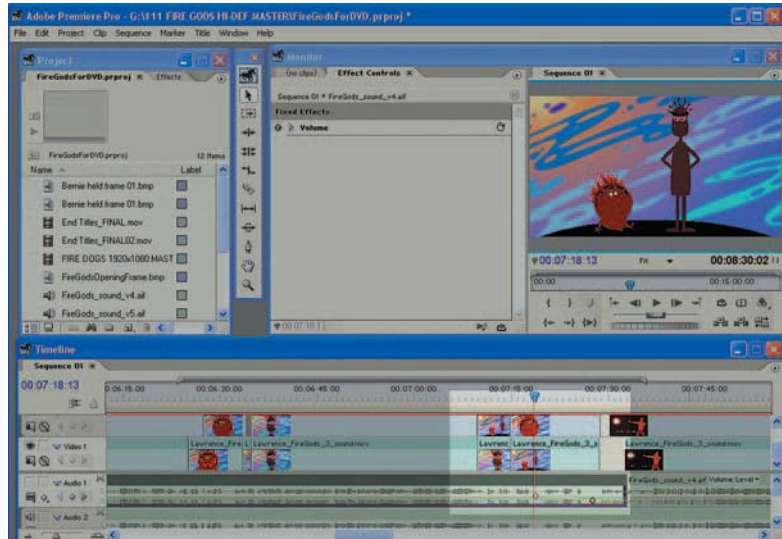 Adobe Premiere Pro - G:\111 FIRE GODS HI-DEF MASTER\FireGodsForDVD.prproj *
File Edit Project Clip Sequence Marker Title Window Help
Project
FireGodsForDVD.prproj × Effects
FireGodsForDVD.prproj
12 Items
Name Label
Bernie held frame 01.bmp
Bernie held frame 01.bmp
End Titles_FINAL.mov
End Titles_FINAL02.mov
FIRE DOGS 1920x1080 MAST
FireGodsOpeningFrame.bmp
FireGods_sound_v4.aif
FireGods_sound_v5.aif
Monitor
(no clips) Effect Controls ×
Sequence 01 * FireGods_sound_v4.aif
Fixed Effects
Volume
00:07:18:13
Sequence 01 ×
00:07:18:13 Fit 00:08:30:02
00:00 00:15:00:00
Timeline
Sequence 01 ×
00:07:18:13
0:06:15:00 00:06:30:00 00:06:45:00 00:07:00:00 00:07:15:00 00:07:30:00 00:07:45:00
Video 1
Lawrence_Fire L Lawrence_FireGods_3_sound.mov Lawrenc Lawrence_FireGods_3_s Lawrence_FireGods_3_sound.mov
Audio 1
FireGods_sound_v4.aif Volume:Level
Audio 2